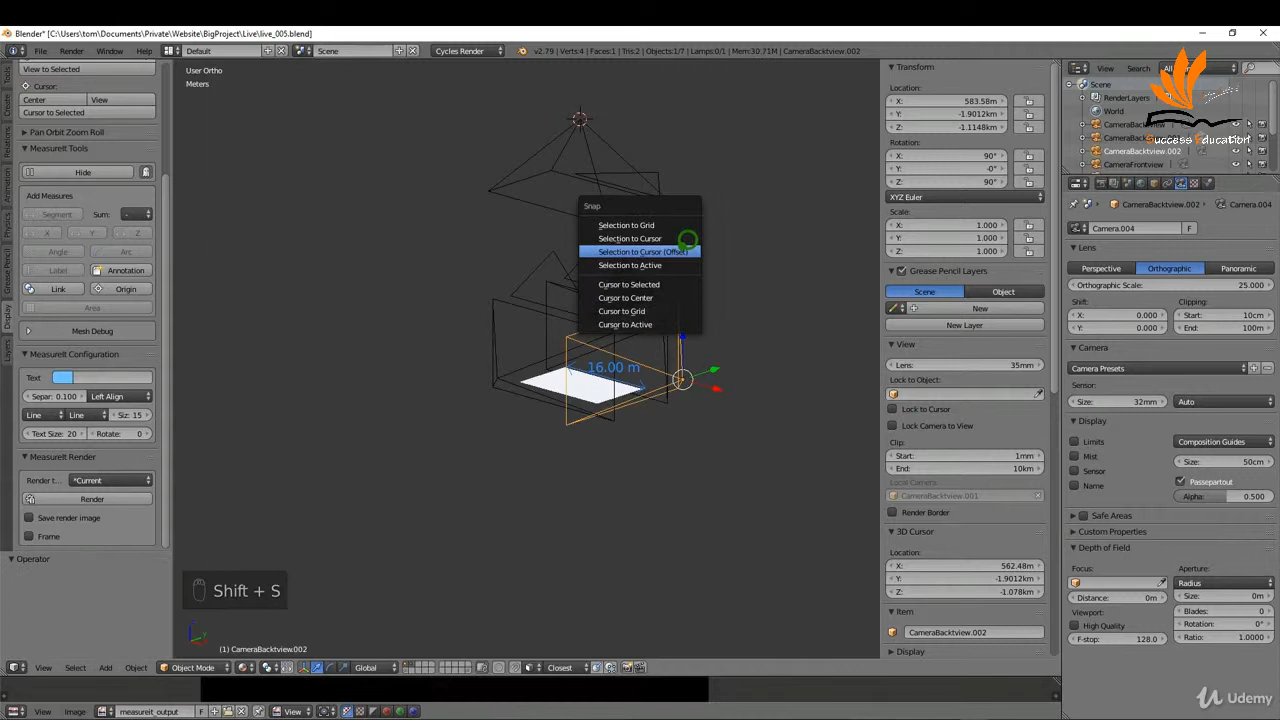 Blender* [C:\Users\tom\Documents\Private\Website\BigProject\Live\live_005.blend]
File Render Window Help Default Scene Cycles Render v2.79 | Verts:4 | Faces:1 | Tris:2 | Objects:1/7 | Lamps:0/1 | Mem:30.71M | CameraBacktview.002
View to Selected
Cursor:
Center View
Cursor to Selected
Pan Orbit Zoom Roll
MeasureIt Tools
Hide
Add Measures
Segment Sum: -
X Y Z
Angle Arc
Label Annotation
Link Origin
Area
Mesh Debug
MeasureIt Configuration
Text
Separ: 0.100 Left Align
Line Line Siz: 15
Text Size: 20 Rotate: 0
MeasureIt Render
Render t... *Current
Render
Save render image
Frame
Operator
Tools
Create
Relations
Animation
Physics
Grease Pencil
Display
Layers
User Ortho
Meters
Snap
Selection to Grid
Selection to Cursor
Selection to Cursor (Offset)
Selection to Active
Cursor to Selected
Cursor to Center
Cursor to Grid
Cursor to Active
16.00 m
Shift + S
(1) CameraBacktview.002
View Select Add Object Object Mode Global Closest
View Image measureit_output F View
Transform
Location:
X: 583.58m
Y: -1.9012km
Z: -1.1148km
Rotation:
X: 90°
Y: -0°
Z: 90°
XYZ Euler
Scale:
X: 1.000
Y: 1.000
Z: 1.000
Grease Pencil Layers
Scene Object
New
New Layer
View
Lens: 35mm
Lock to Object:
Lock to Cursor
Lock Camera to View
Clip:
Start: 1mm
End: 10km
Local Camera:
CameraBacktview.001
Render Border
3D Cursor
Location:
X: 562.48m
Y: -1.9012km
Z: -1.078km
Item
CameraBacktview.002
Display
View Search
Scene
RenderLayers
World
CameraBacktview.002
CameraFrontview
Success Education
CameraBacktview.002 Camera.004
Camera.004 F
Lens
Perspective Orthographic Panoramic
Orthographic Scale: 25.000
Shift: Clipping:
X: 0.000 Start: 10cm
Y: 0.000 End: 100m
Camera
Camera Presets
Sensor:
Size: 32mm Auto
Display
Limits Composition Guides
Mist Size: 50cm
Sensor Passepartout
Name Alpha: 0.500
Safe Areas
Custom Properties
Depth of Field
Focus: Aperture:
Radius
Distance: 0m Size: 0m
Viewport: Blades: 0
High Quality Rotation: 0°
F-stop: 128.0 Ratio: 1.0000
Udemy